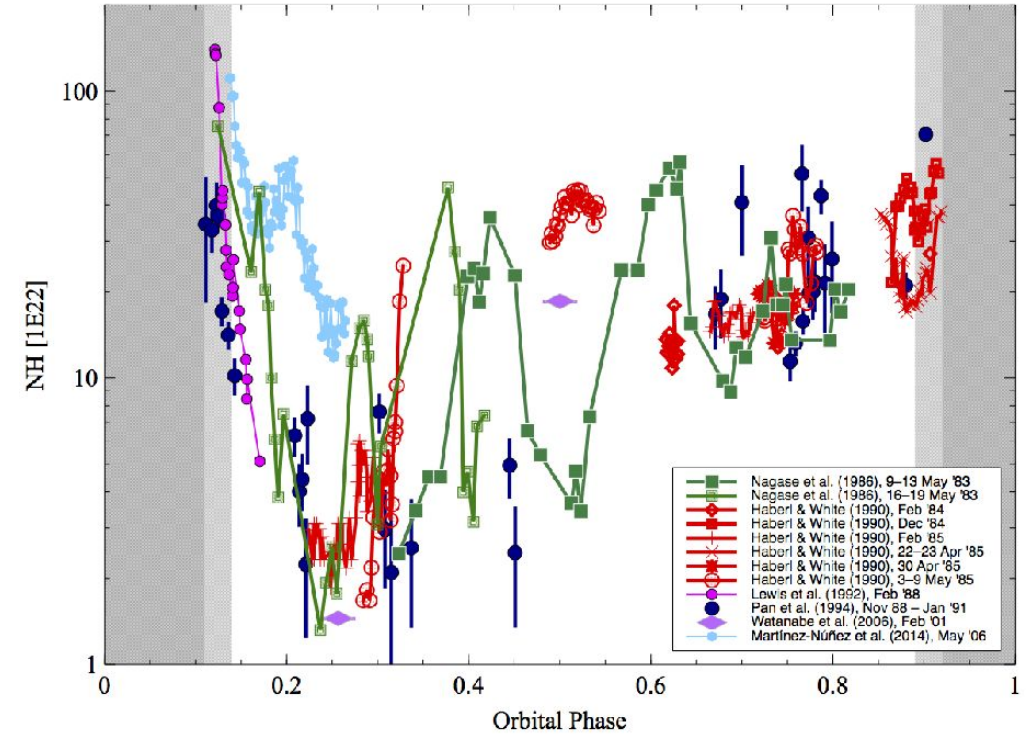 NH [1E22]
100
10
1
0
0.2
0.4
0.6
0.8
1
Orbital Phase
Nagase et al. (1986), 9–13 May '83
Nagase et al. (1986), 16–19 May '83
Haberl & White (1990), Feb '84
Haberl & White (1990), Dec '84
Haberl & White (1990), Feb '85
Haberl & White (1990), 22–23 Apr '85
Haberl & White (1990), 30 Apr '85
Haberl & White (1990), 3–9 May '85
Lewis et al. (1992), Feb '88
Pan et al. (1994), Nov 88 – Jan '91
Watanabe et al. (2006), Feb '01
Martínez-Núñez et al. (2014), May '06